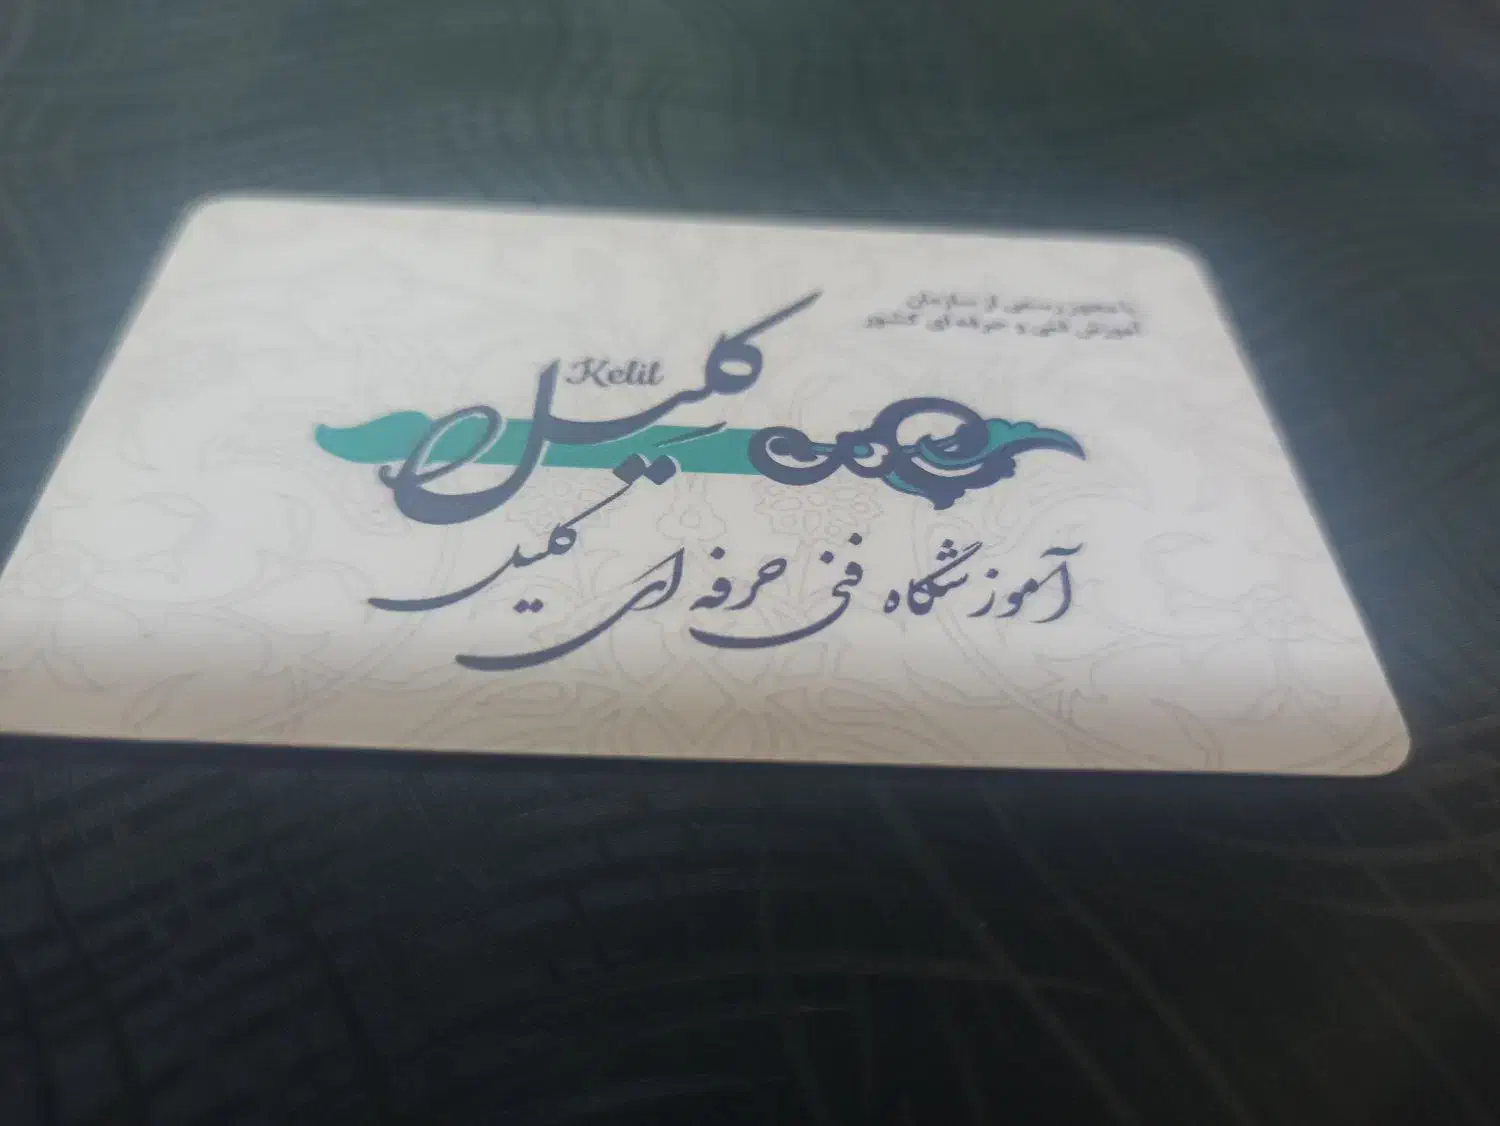 با مجوز رسمی از سازمان
آموزش فنی و حرفه ای کشور
کلیل
Kelil
آموزشگاه فنی حرفه ای کلیل